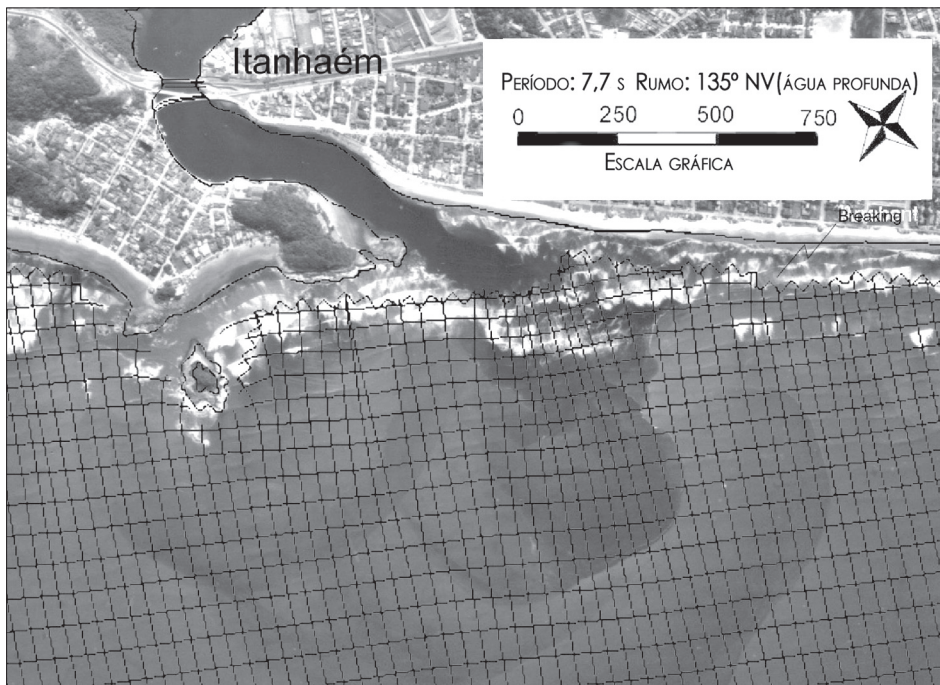 Itanhaém
PERÍODO: 7,7 S RUMO: 135º NV(ÁGUA PROFUNDA)
0 250 500 750
ESCALA GRÁFICA
Breaking